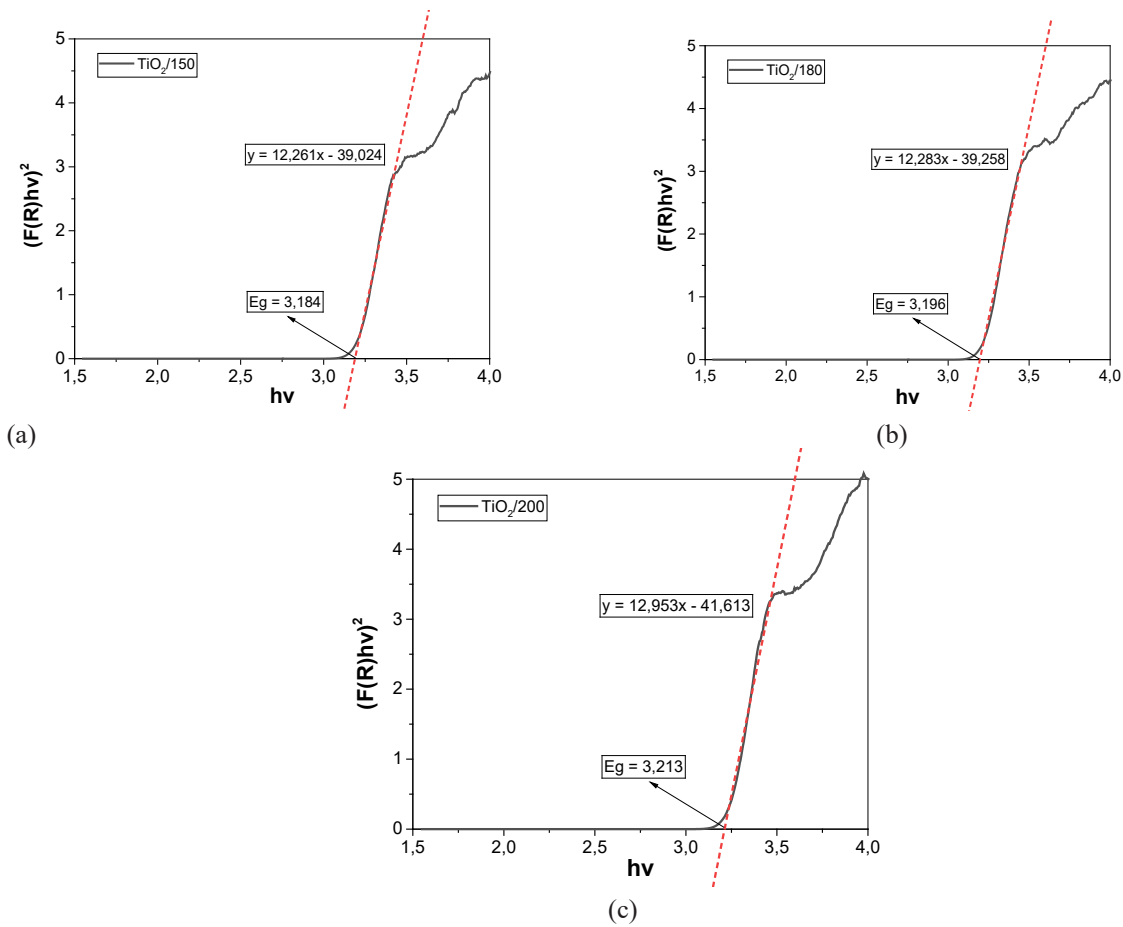 TiO₂/150
y = 12,261x - 39,024
Eg = 3,184
(F(R)hv)²
5
4
3
2
1
0
1,5 2,0 2,5 3,0 3,5 4,0
hv
(a)
TiO₂/180
y = 12,283x - 39,258
Eg = 3,196
(F(R)hv)²
5
4
3
2
1
0
1,5 2,0 2,5 3,0 3,5 4,0
hv
(b)
TiO₂/200
y = 12,953x - 41,613
Eg = 3,213
(F(R)hv)²
5
4
3
2
1
0
1,5 2,0 2,5 3,0 3,5 4,0
hv
(c)